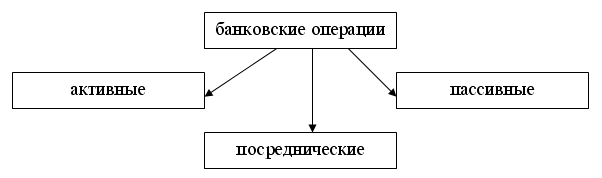 банковские операции
активные
пассивные
посреднические